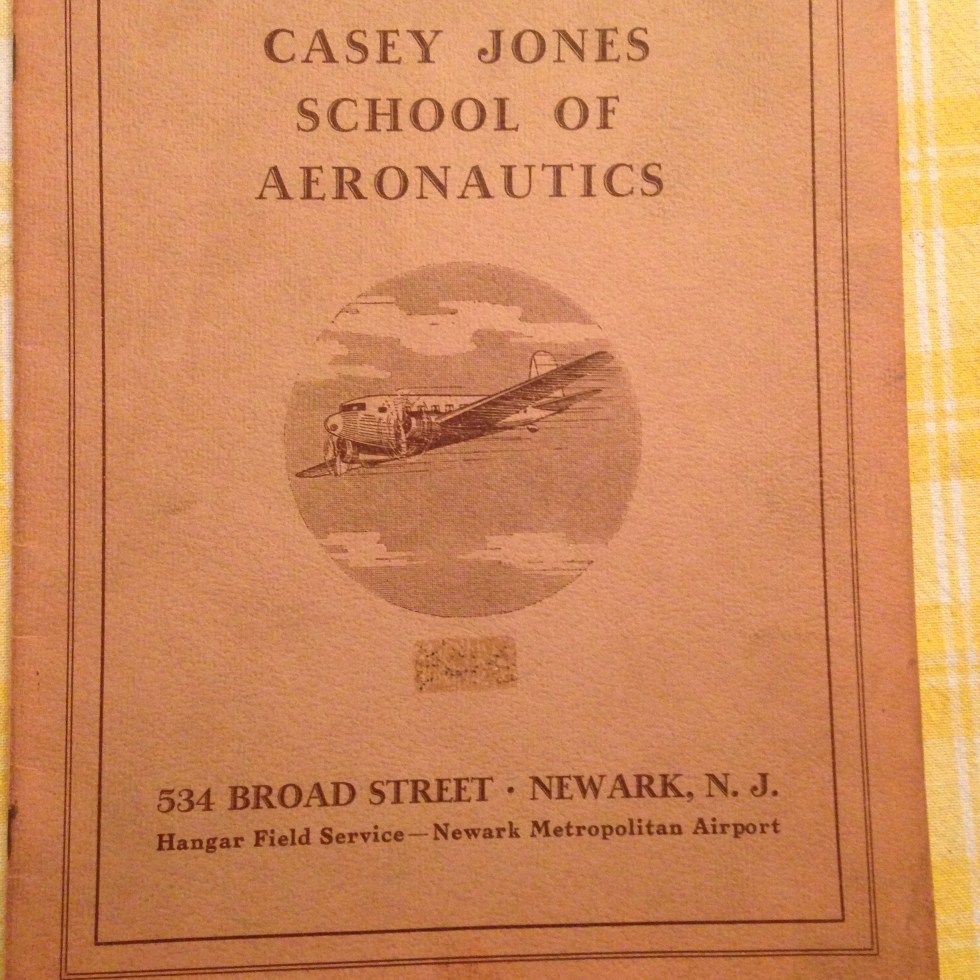 CASEY JONES
SCHOOL OF
AERONAUTICS
534 BROAD STREET · NEWARK, N. J.
Hangar Field Service—Newark Metropolitan Airport